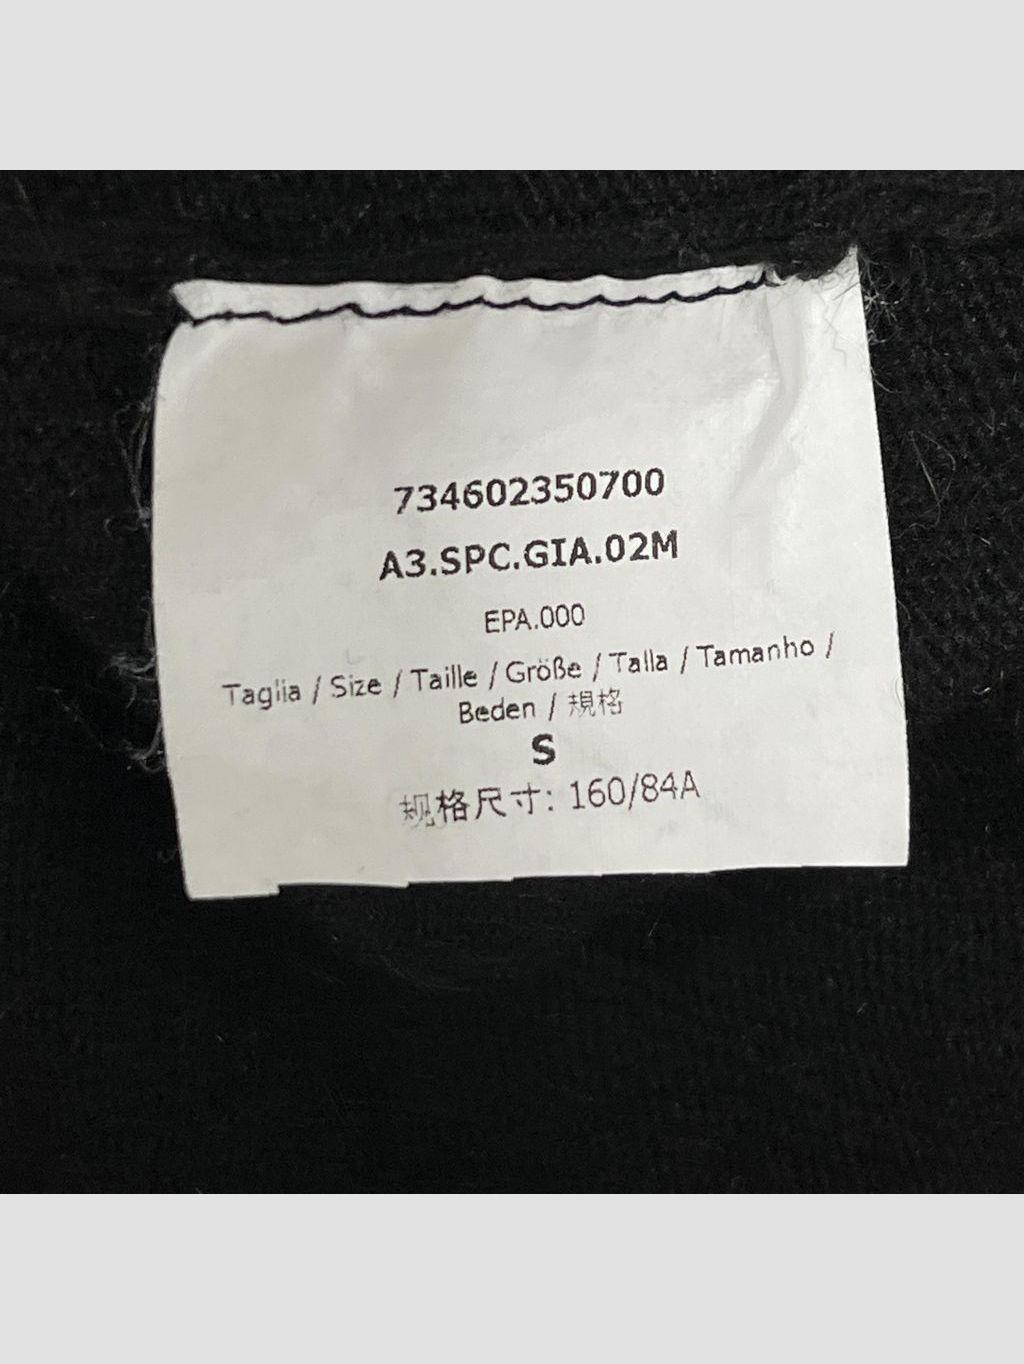 734602350700
A3.SPC.GIA.02M
EPA.000
Taglia / Size / Taille / Größe / Talla / Tamanho /
Beden / 規格
S
规格尺寸: 160/84A